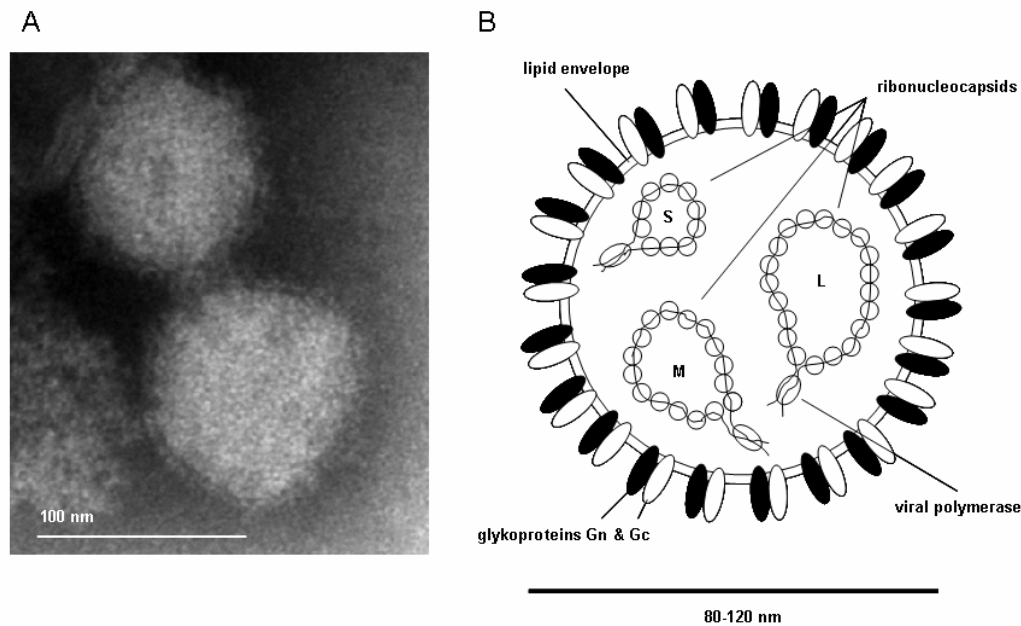 A
B
lipid envelope
ribonucleocapsids
S
L
M
100 nm
viral polymerase
glykoproteins Gn & Gc
80-120 nm